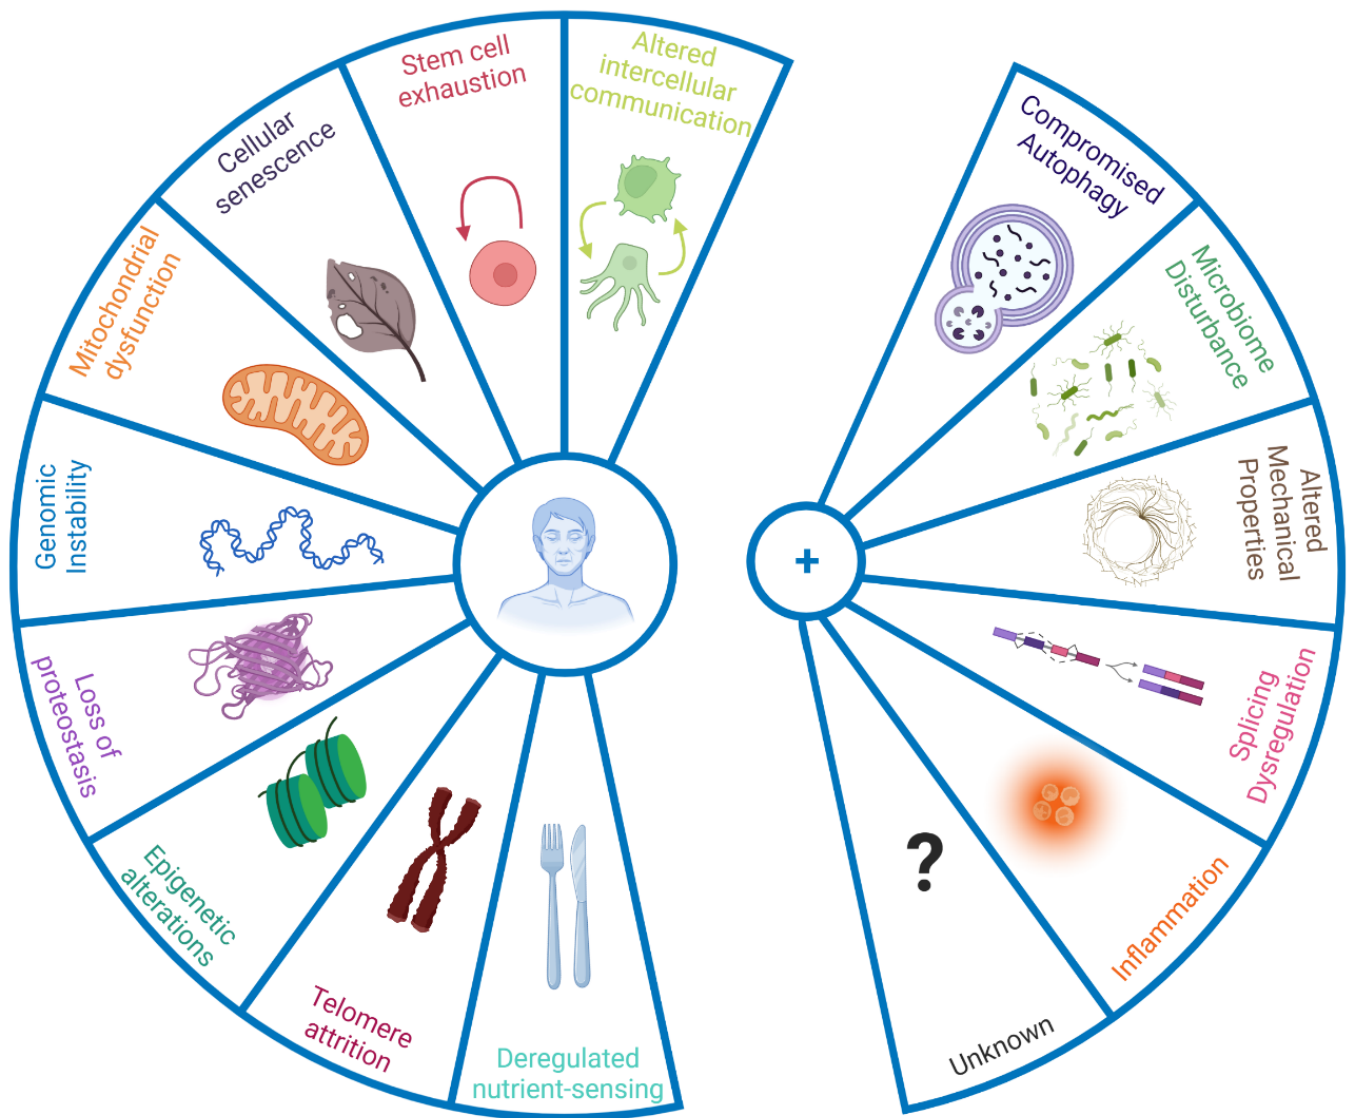 Altered
intercellular
communication
Stem cell
exhaustion
Cellular
senescence
Mitochondrial
dysfunction
Genomic
Instability
Loss of
proteostasis
Epigenetic
alterations
Telomere
attrition
Deregulated
nutrient-sensing
Compromised
Autophagy
Microbiome
Disturbance
Altered
Mechanical
Properties
Splicing
Dysregulation
Inflammation
Unknown
?
+